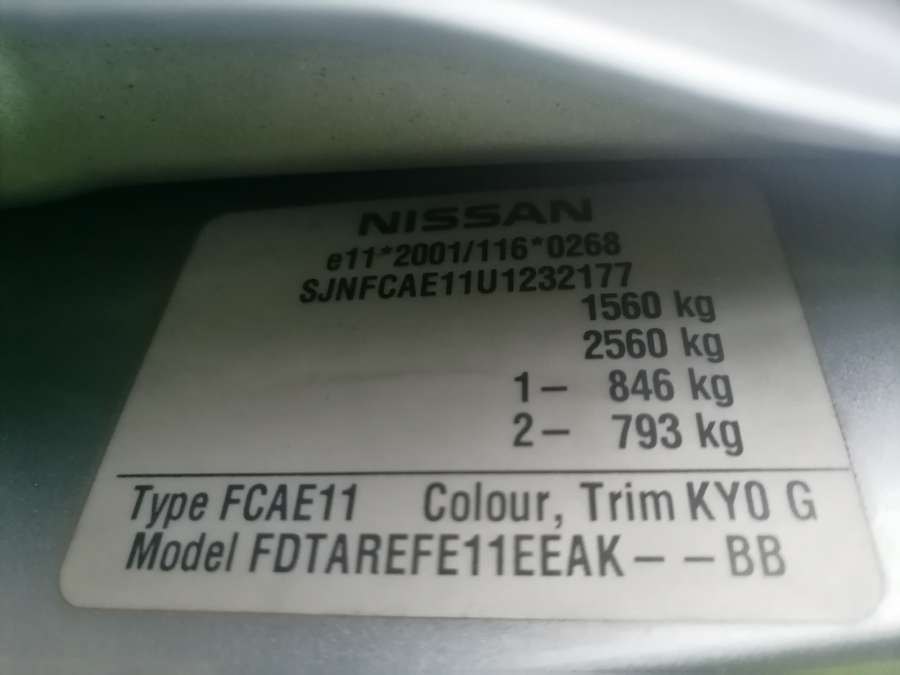 NISSAN
e11*2001/116*0268
SJNFCAE11U1232177
1560 kg
2560 kg
1– 846 kg
2– 793 kg
Type FCAE11 Colour, Trim KY0 G
Model FDTAREFE11EEAK– –BB